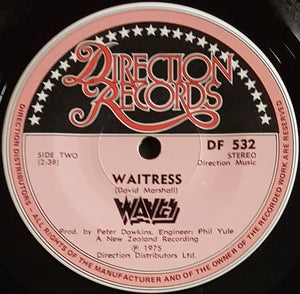 DIRECTION
RECORDS
SIDE TWO
(2-38)
DF 532
STEREO
Direction Music
WAITRESS
(David Marshall)
WAVES
Prod. by Peter Dawkins, Engineer: Phil Yule
A New Zealand Recording
℗ 1975
Direction Distributors Ltd.
DIRECTION DISTRIBUTORS - ALL RIGHTS OF THE MANUFACTURER AND OF THE OWNER OF THE RECORDED WORK ARE RESERVED